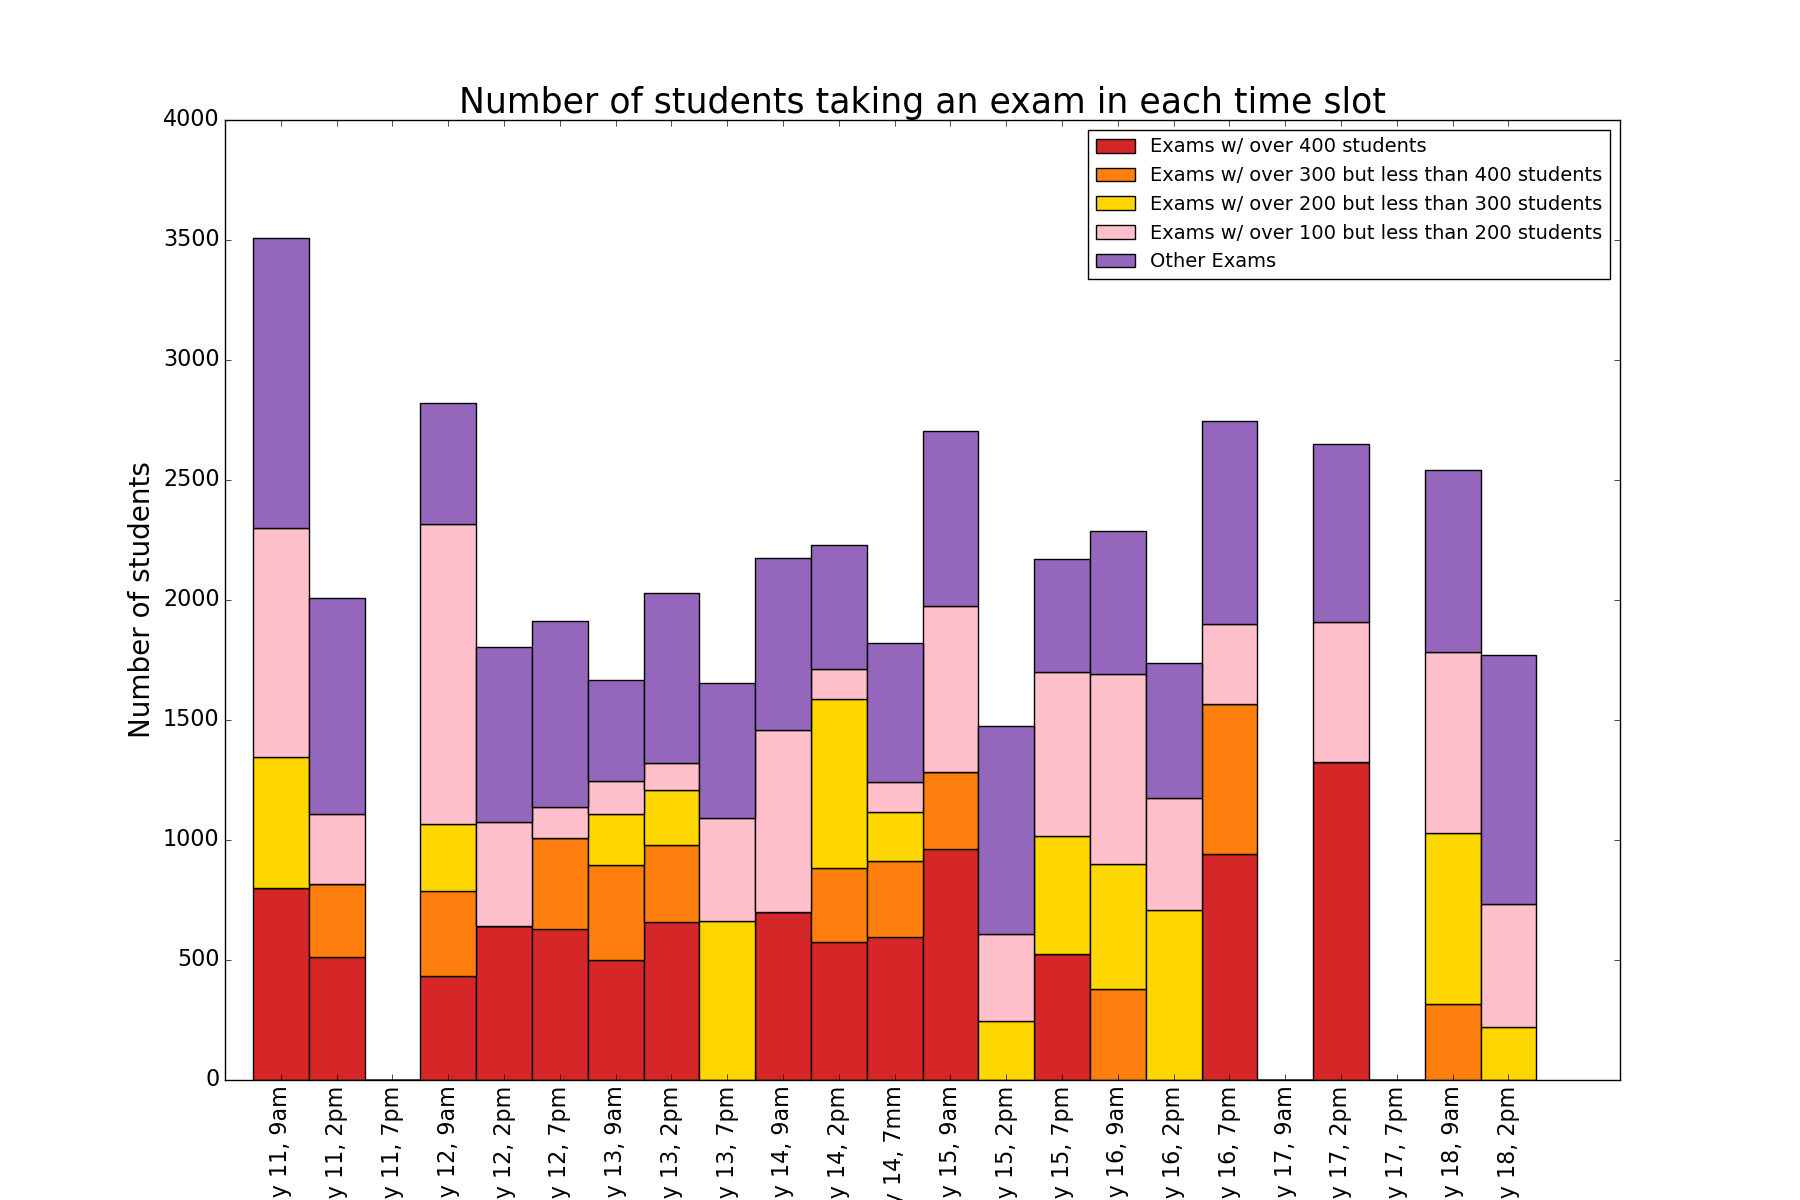 Number of students taking an exam in each time slot
Exams w/ over 400 students
Exams w/ over 300 but less than 400 students
Exams w/ over 200 but less than 300 students
Exams w/ over 100 but less than 200 students
Other Exams
Number of students
4000
3500
3000
2500
2000
1500
1000
500
0
y 11, 9am
y 11, 2pm
y 11, 7pm
y 12, 9am
y 12, 2pm
y 12, 7pm
y 13, 9am
y 13, 2pm
y 13, 7pm
y 14, 9am
y 14, 2pm
y 14, 7mm
y 15, 9am
y 15, 2pm
y 15, 7pm
y 16, 9am
y 16, 2pm
y 16, 7pm
y 17, 9am
y 17, 2pm
y 17, 7pm
y 18, 9am
y 18, 2pm